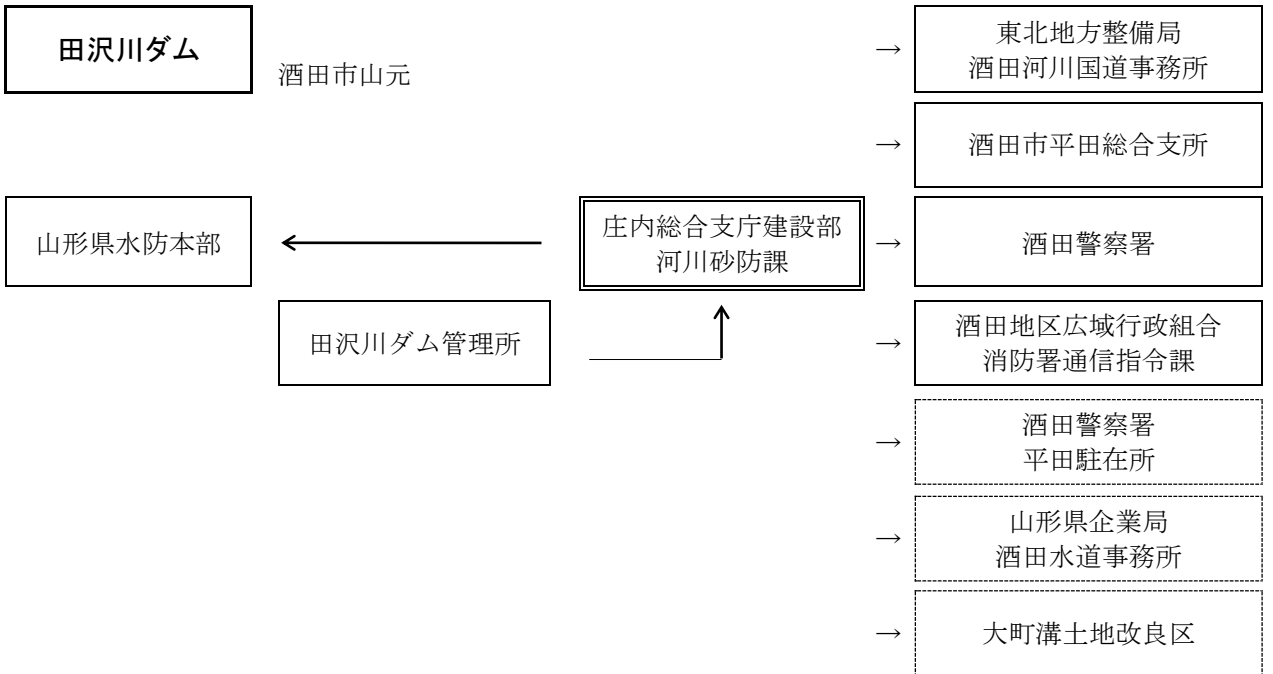 田沢川ダム
酒田市山元
→
東北地方整備局
酒田河川国道事務所
→
酒田市平田総合支所
山形県水防本部
庄内総合支庁建設部
河川砂防課
→
酒田警察署
田沢川ダム管理所
→
酒田地区広域行政組合
消防署通信指令課
→
酒田警察署
平田駐在所
→
山形県企業局
酒田水道事務所
→
大町溝土地改良区